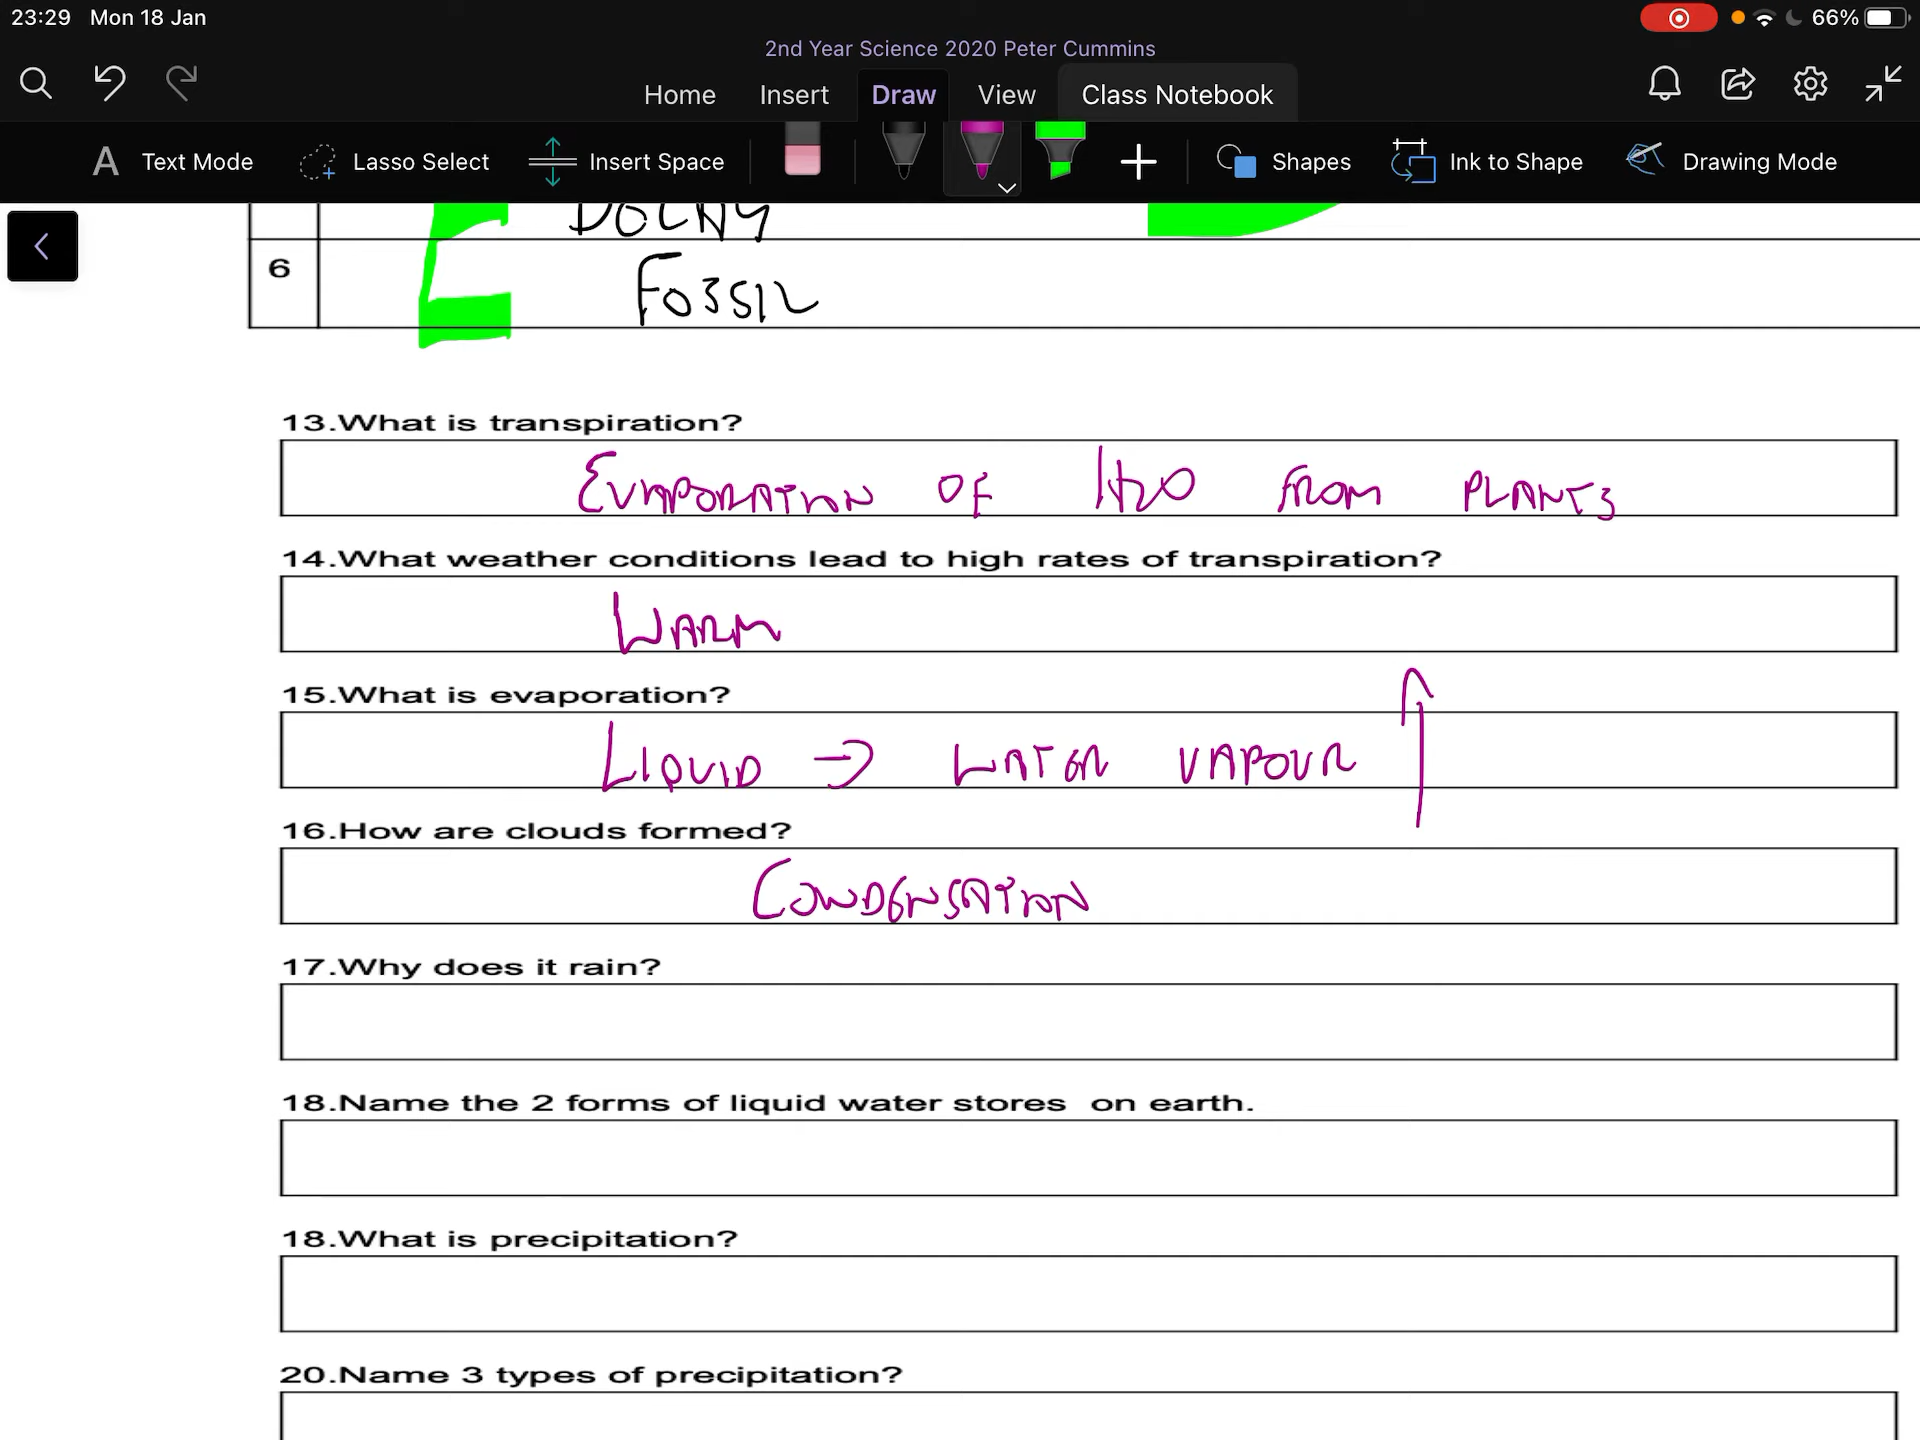 23:29 Mon 18 Jan
66%
2nd Year Science 2020 Peter Cummins
Home Insert Draw View Class Notebook
A Text Mode Lasso Select Insert Space Shapes Ink to Shape Drawing Mode
DECAY
6 FOSSIL
13.What is transpiration?
EVAPORATION OF H2O FROM PLANTS
14.What weather conditions lead to high rates of transpiration?
WARM
15.What is evaporation?
LIQUID → WATER VAPOUR ↑
16.How are clouds formed?
CONDENSATION
17.Why does it rain?
18.Name the 2 forms of liquid water stores on earth.
18.What is precipitation?
20.Name 3 types of precipitation?